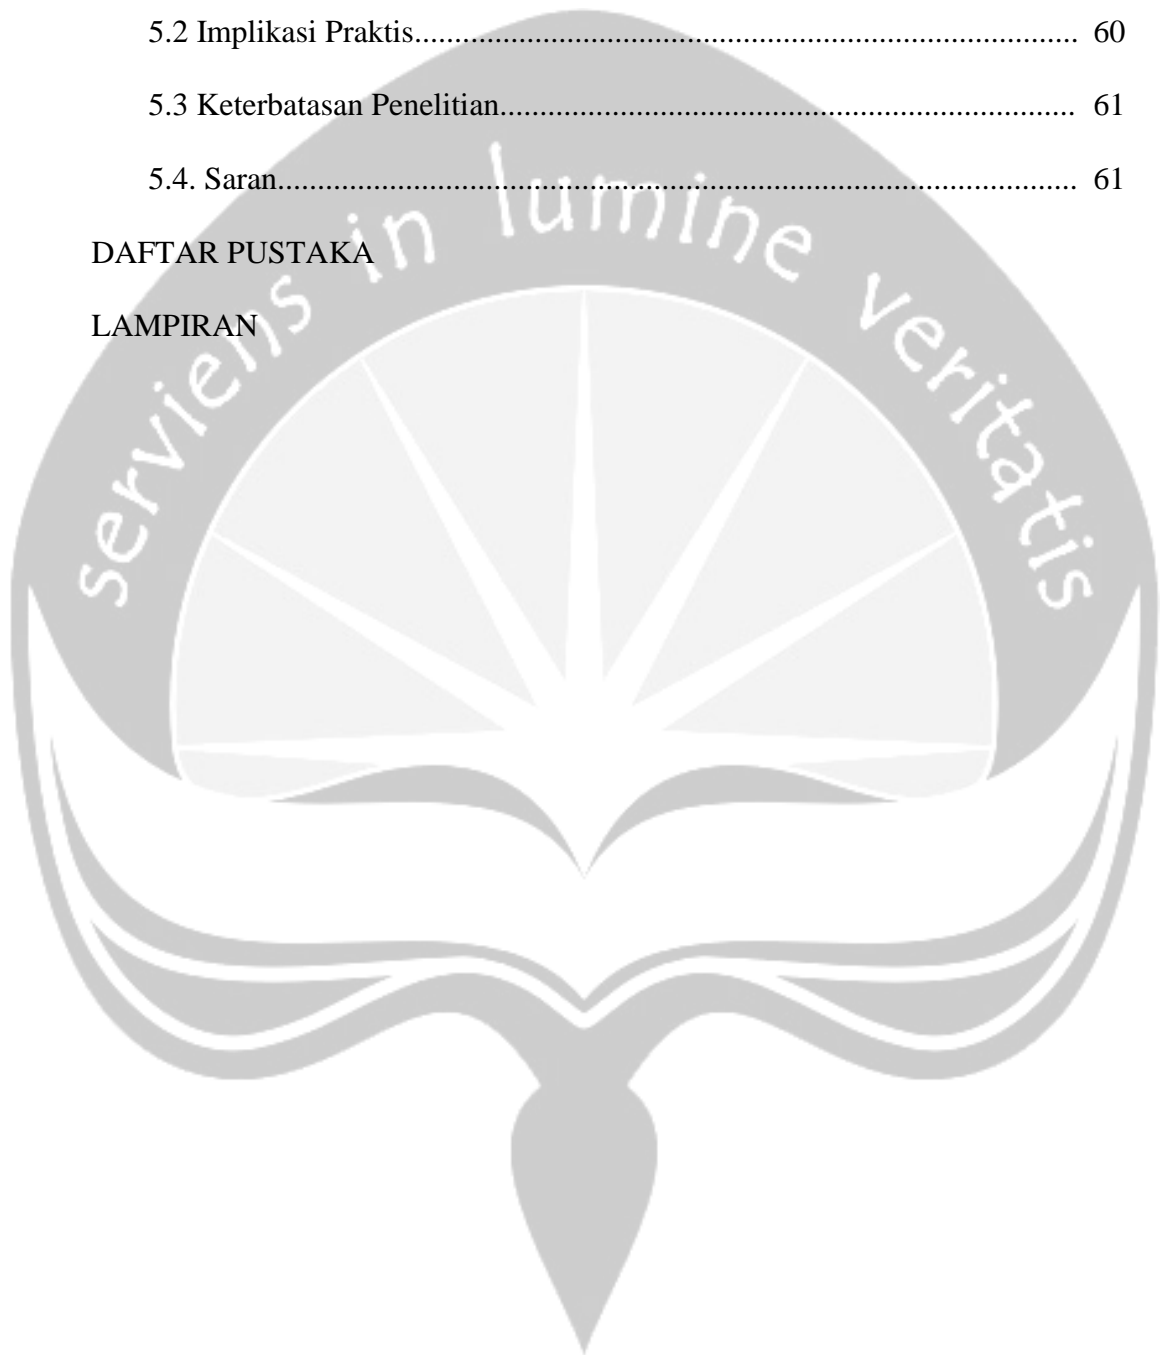 5.2 Implikasi Praktis.................................................................................... 60
5.3 Keterbatasan Penelitian......................................................................... 61
5.4. Saran..................................................................................................... 61
DAFTAR PUSTAKA
LAMPIRAN
serviens in lumine veritatis